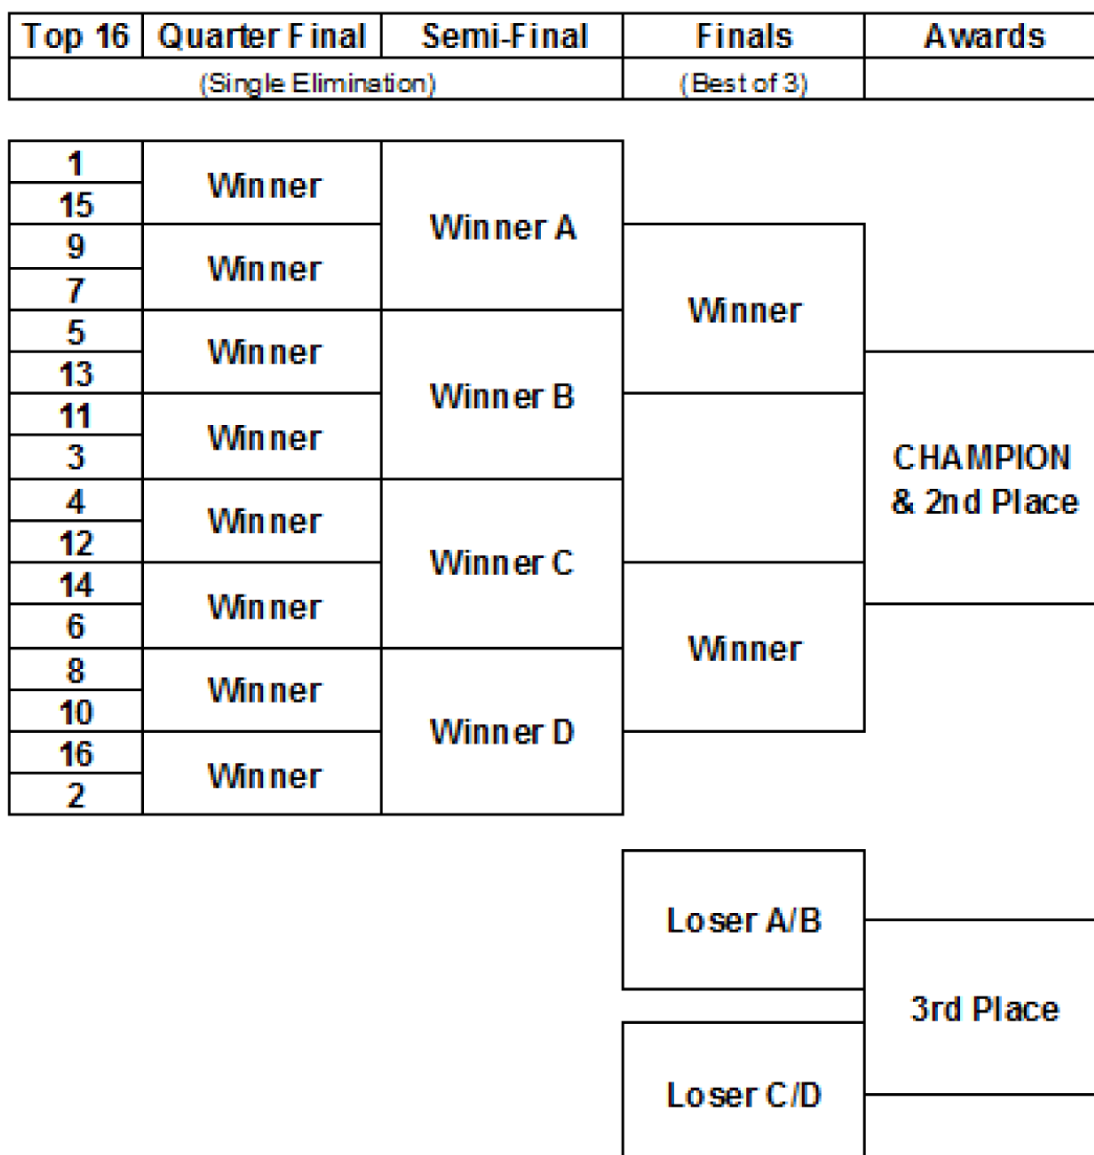 Top 16 Quarter Final Semi-Final Finals Awards
(Single Elimination) (Best of 3)
1
Winner
15
Winner A
9
Winner
7
Winner
5
Winner
13
Winner B
11
Winner
3
CHAMPION
& 2nd Place
4
Winner
12
Winner C
14
Winner
6
Winner
8
Winner
10
Winner D
16
Winner
2
Loser A/B
3rd Place
Loser C/D